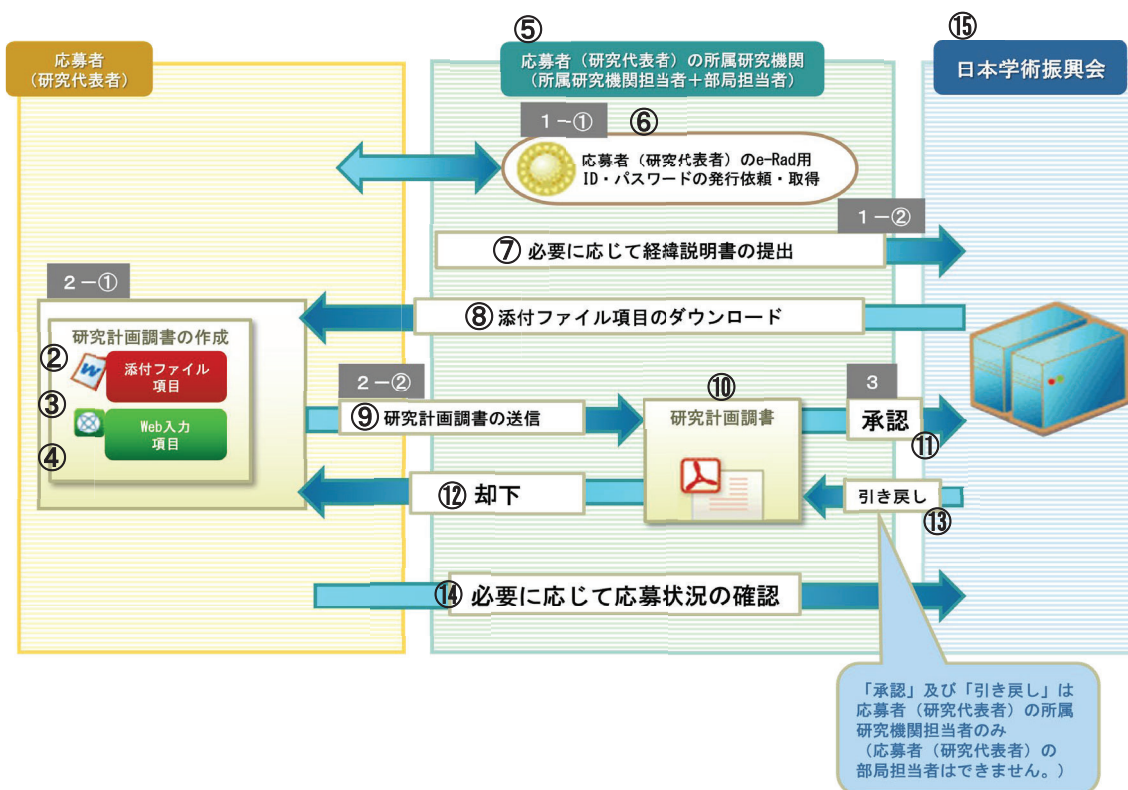 応募者
（研究代表者）
⑤
応募者（研究代表者）の所属研究機関
（所属研究機関担当者＋部局担当者）
⑮
日本学術振興会
1－①
⑥
応募者（研究代表者）のe-Rad用
ID・パスワードの発行依頼・取得
1－②
⑦必要に応じて経緯説明書の提出
⑧添付ファイル項目のダウンロード
2－①
研究計画調書の作成
②
W
添付ファイル
項目
③
Web入力
項目
④
2－②
⑨研究計画調書の送信
⑩
研究計画調書
3
承認
⑪
⑫却下
引き戻し
⑬
⑭必要に応じて応募状況の確認
「承認」及び「引き戻し」は
応募者（研究代表者）の所属
研究機関担当者のみ
（応募者（研究代表者）の
部局担当者はできません。）